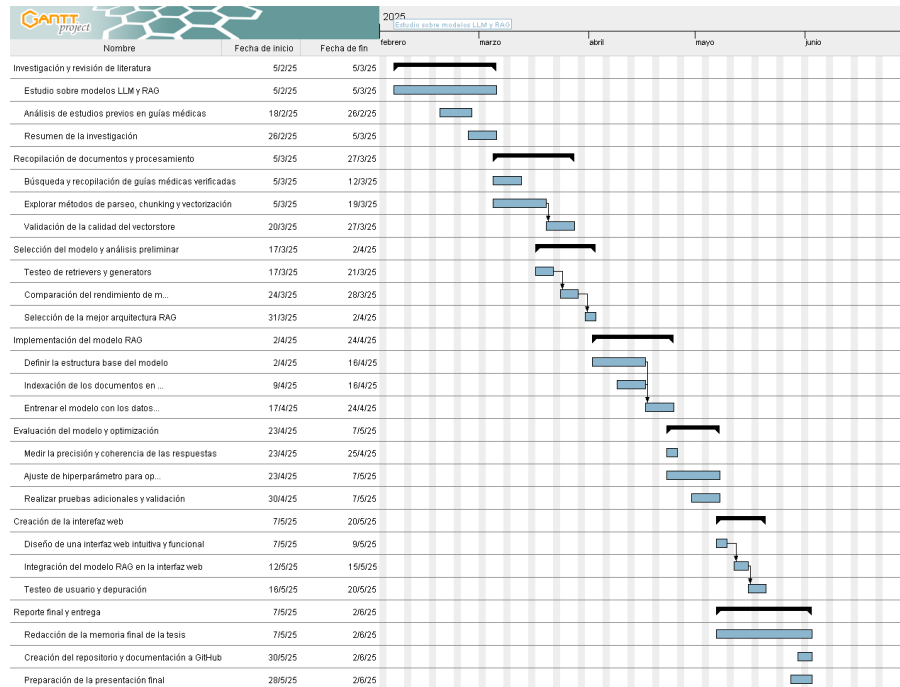 GANTT
project
2025
Estudio sobre modelos LLM y RAG
Nombre Fecha de inicio Fecha de fin febrero marzo abril mayo junio
Investigación y revisión de literatura 5/2/25 5/3/25
Estudio sobre modelos LLM y RAG 5/2/25 5/3/25
Análisis de estudios previos en guías médicas 18/2/25 26/2/25
Resumen de la investigación 26/2/25 5/3/25
Recopilación de documentos y procesamiento 5/3/25 27/3/25
Búsqueda y recopilación de guías médicas verificadas 5/3/25 12/3/25
Explorar métodos de parseo, chunking y vectorización 5/3/25 19/3/25
Validación de la calidad del vectorstore 20/3/25 27/3/25
Selección del modelo y análisis preliminar 17/3/25 2/4/25
Testeo de retrievers y generators 17/3/25 21/3/25
Comparación del rendimiento de m... 24/3/25 28/3/25
Selección de la mejor arquitectura RAG 31/3/25 2/4/25
Implementación del modelo RAG 2/4/25 24/4/25
Definir la estructura base del modelo 2/4/25 16/4/25
Indexación de los documentos en ... 9/4/25 16/4/25
Entrenar el modelo con los datos... 17/4/25 24/4/25
Evaluación del modelo y optimización 23/4/25 7/5/25
Medir la precisión y coherencia de las respuestas 23/4/25 25/4/25
Ajuste de hiperparámetro para op... 23/4/25 7/5/25
Realizar pruebas adicionales y validación 30/4/25 7/5/25
Creación de la interefaz web 7/5/25 20/5/25
Diseño de una interfaz web intuitiva y funcional 7/5/25 9/5/25
Integración del modelo RAG en la interfaz web 12/5/25 15/5/25
Testeo de usuario y depuración 16/5/25 20/5/25
Reporte final y entrega 7/5/25 2/6/25
Redacción de la memoria final de la tesis 7/5/25 2/6/25
Creación del repositorio y documentación a GitHub 30/5/25 2/6/25
Preparación de la presentación final 28/5/25 2/6/25